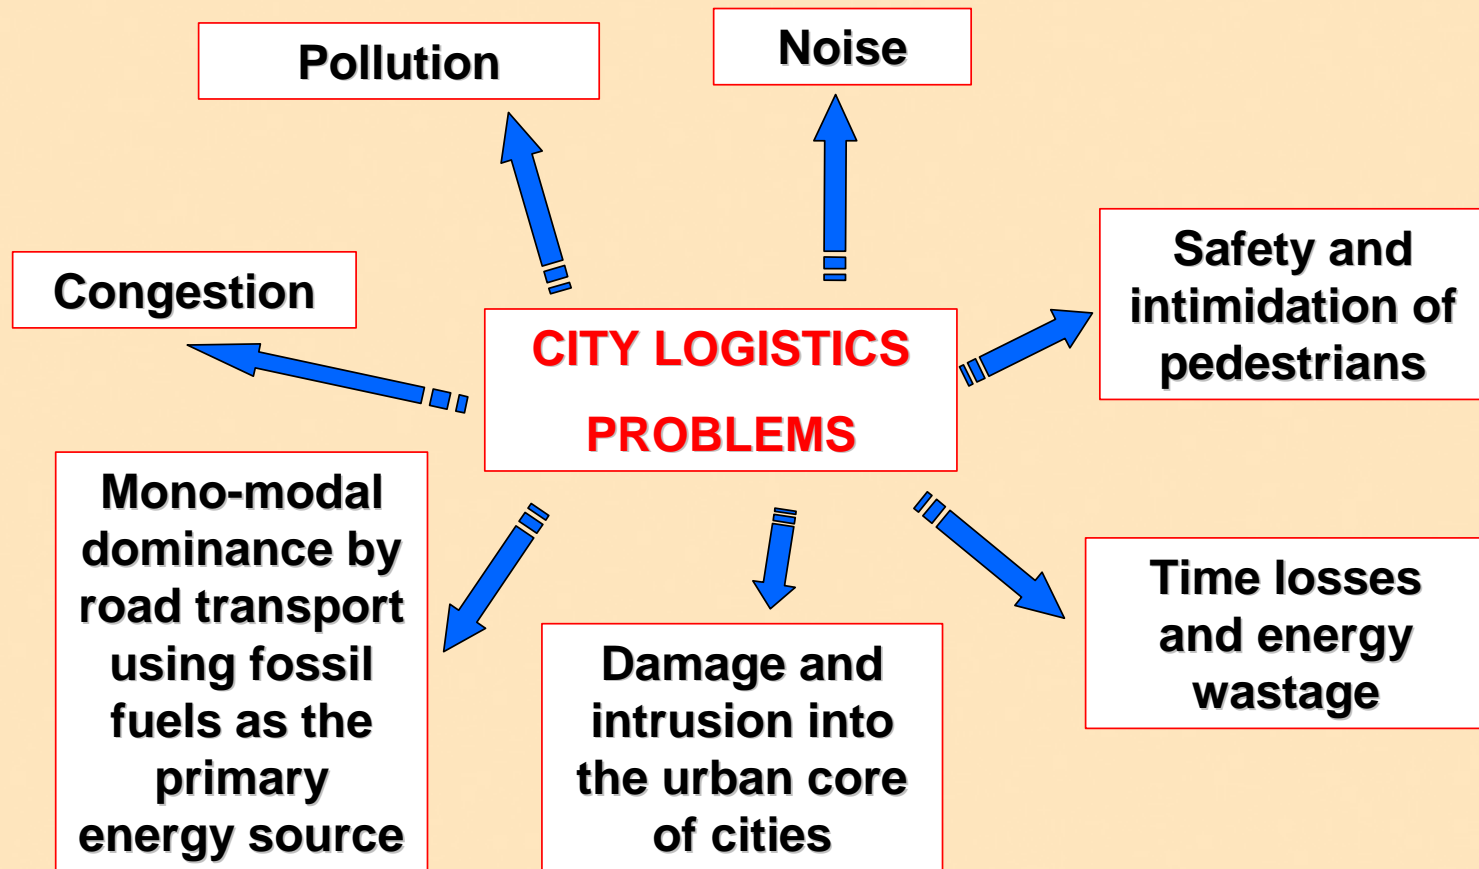 Pollution
Noise
Congestion
Safety and
intimidation of
pedestrians
CITY LOGISTICS
PROBLEMS
Mono-modal
dominance by
road transport
using fossil
fuels as the
primary
energy source
Damage and
intrusion into
the urban core
of cities
Time losses
and energy
wastage